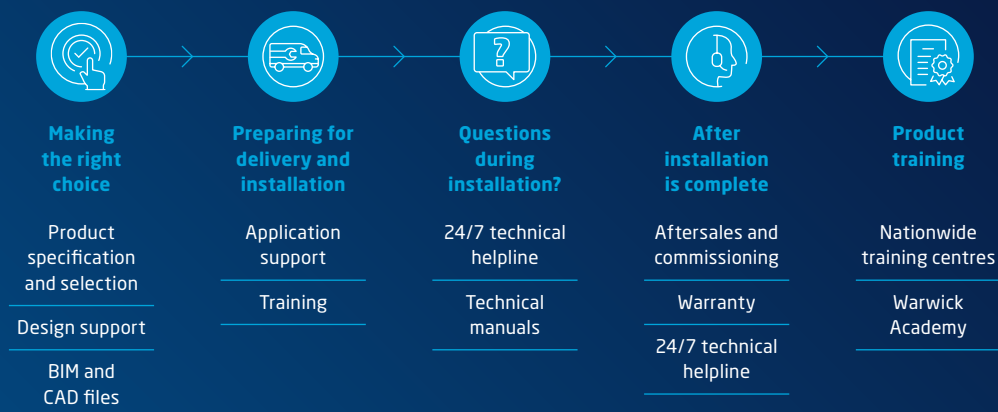 ?
Making
the right
choice
Product
specification
and selection
Design support
BIM and
CAD files
Preparing for
delivery and
installation
Application
support
Training
Questions
during
installation?
24/7 technical
helpline
Technical
manuals
After
installation
is complete
Aftersales and
commissioning
Warranty
24/7 technical
helpline
Product
training
Nationwide
training centres
Warwick
Academy